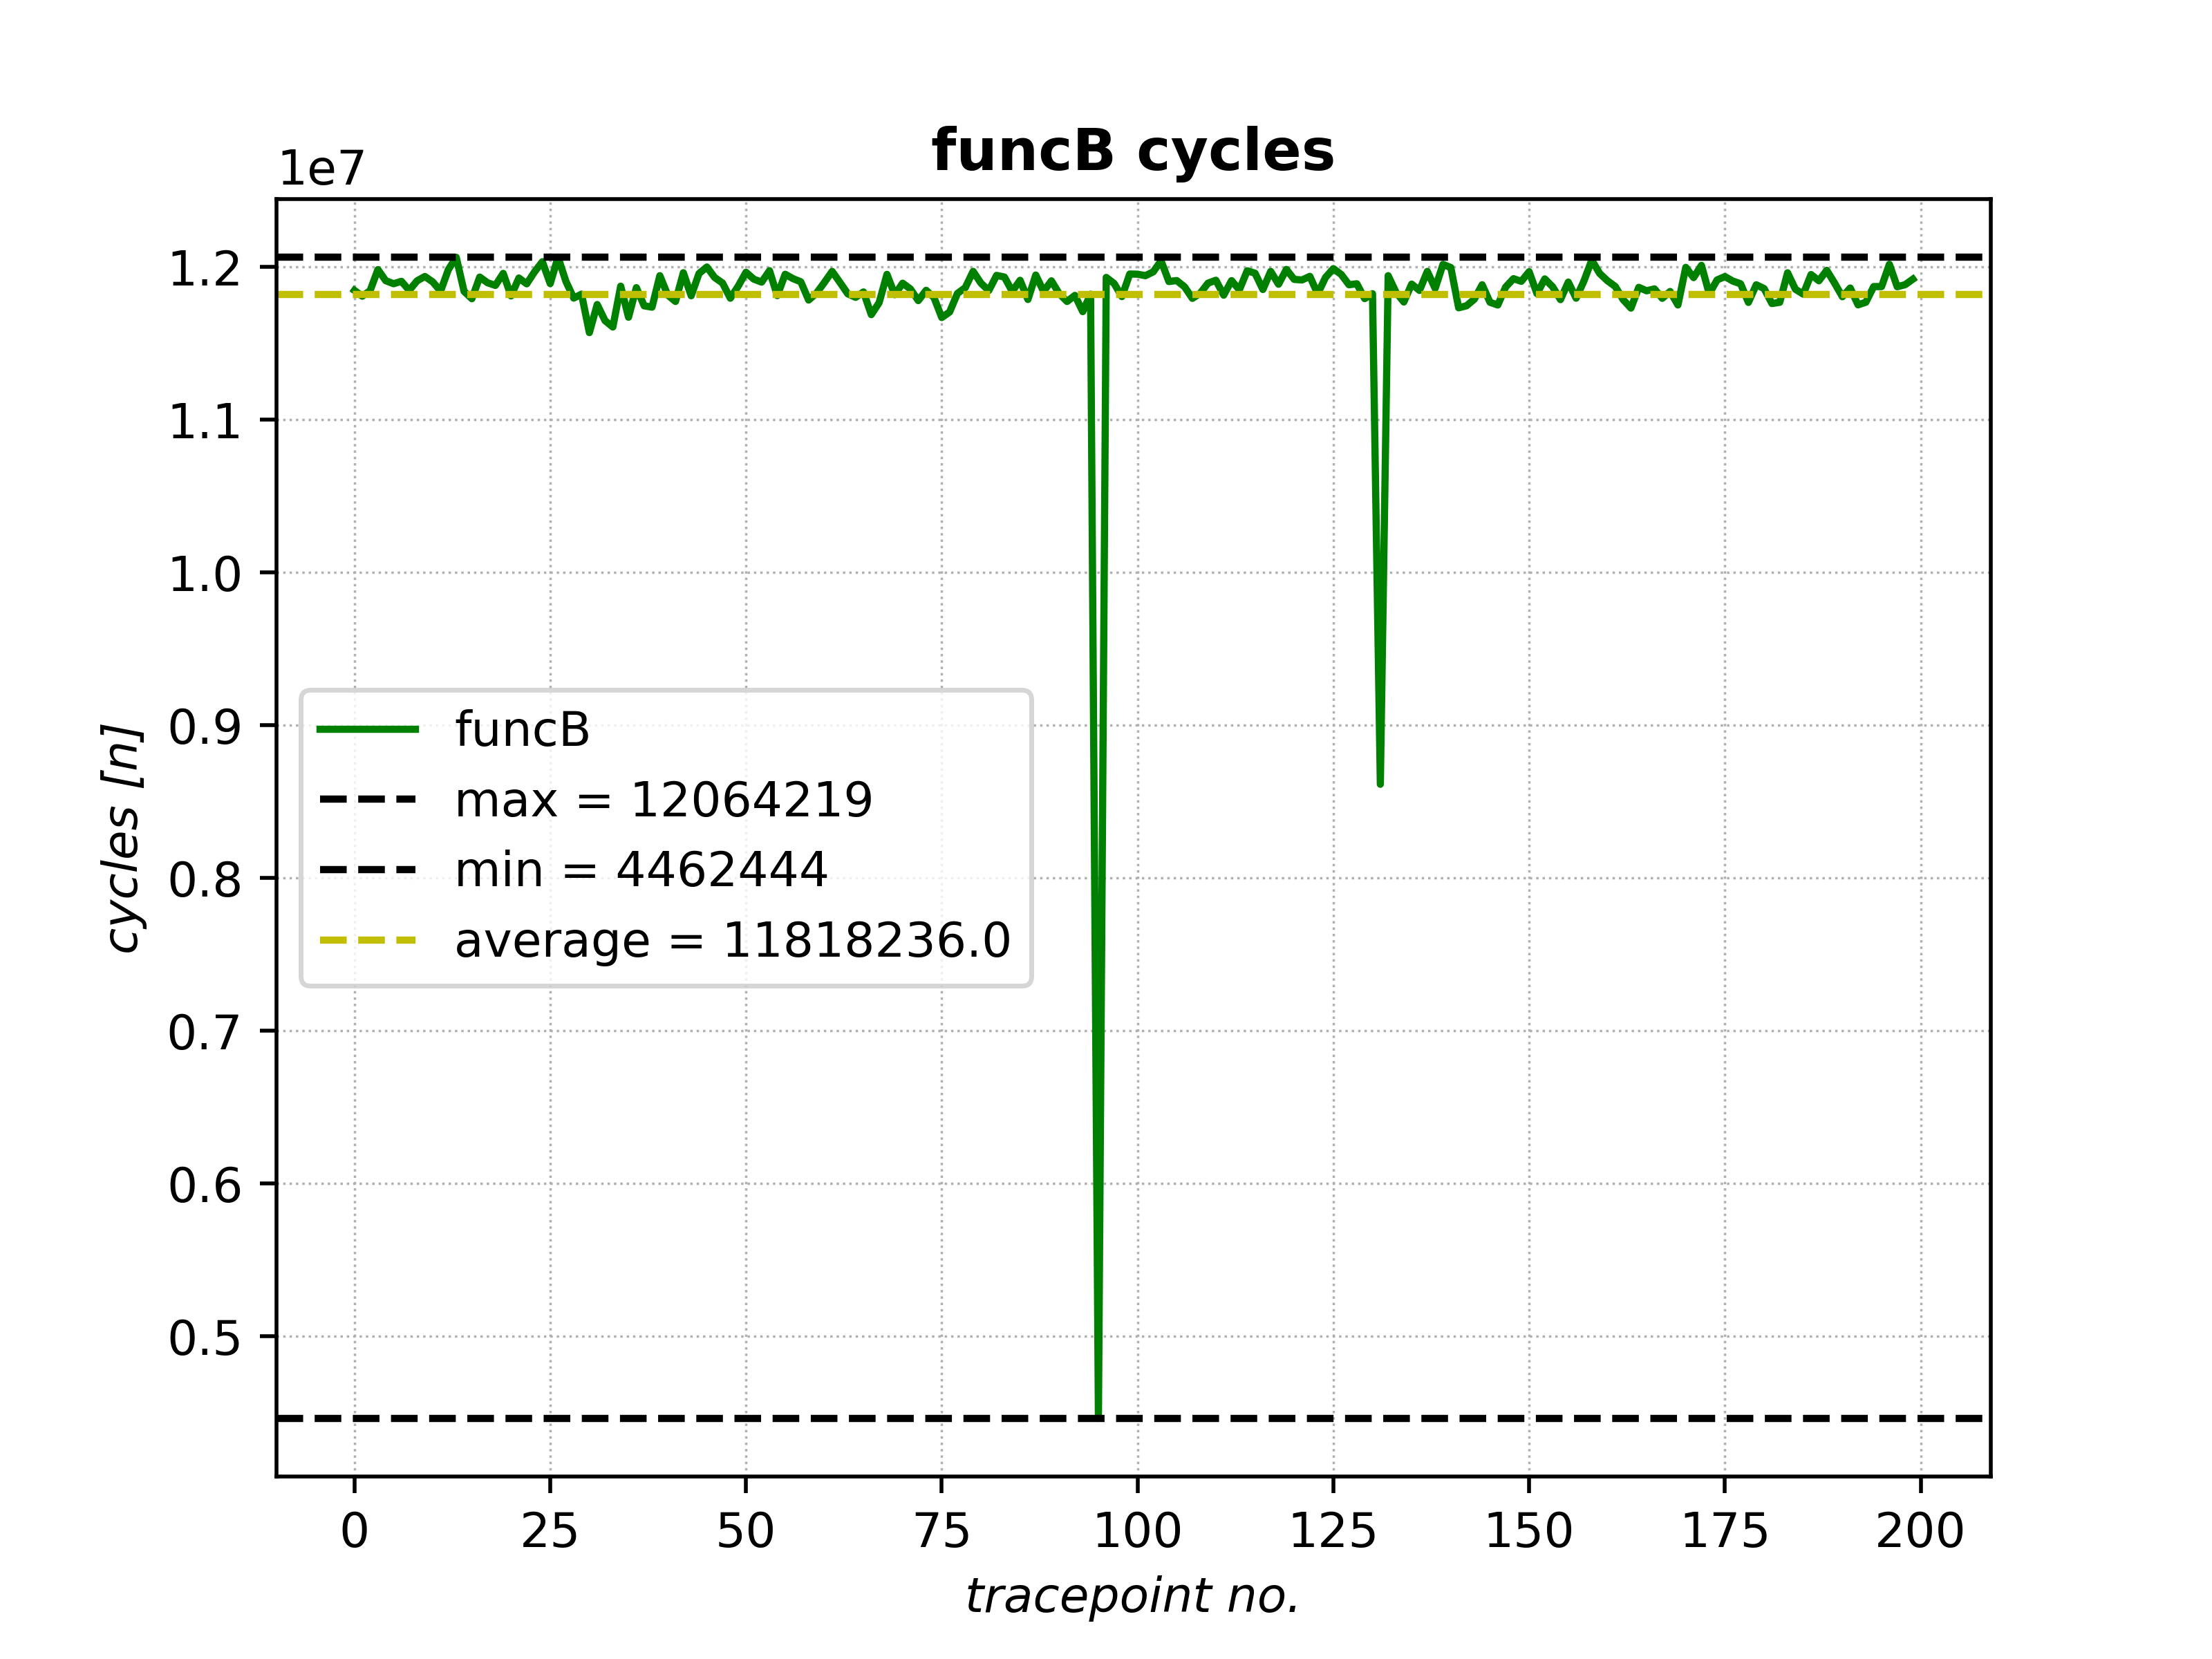 funcB cycles
1e7
1.2
1.1
1.0
0.9
0.8
0.7
0.6
0.5
cycles [n]
funcB
max = 12064219
min = 4462444
average = 11818236.0
0 25 50 75 100 125 150 175 200
tracepoint no.